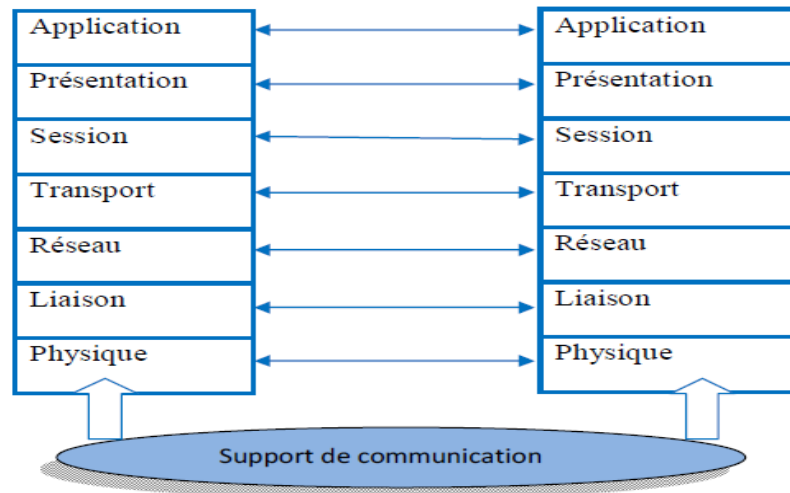 Application
Présentation
Session
Transport
Réseau
Liaison
Physique
Application
Présentation
Session
Transport
Réseau
Liaison
Physique
Support de communication